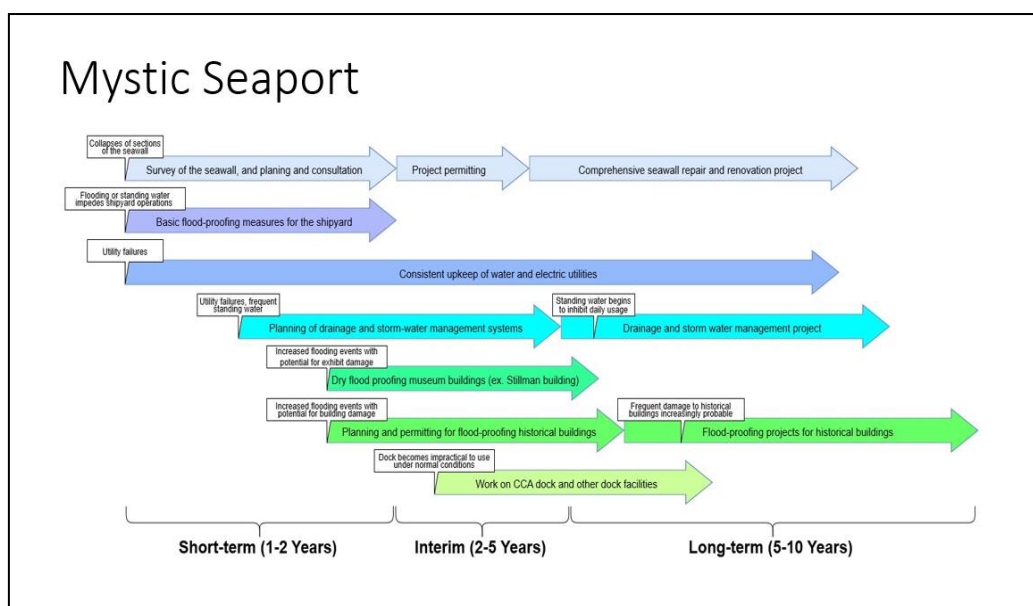 Mystic Seaport
Collapses of sections
of the seawall
Survey of the seawall, and planing and consultation
Project permitting
Comprehensive seawall repair and renovation project
Flooding or standing water
impedes shipyard operations
Basic flood-proofing measures for the shipyard
Utility failures
Consistent upkeep of water and electric utilities
Utility failures, frequent
standing water
Planning of drainage and storm-water management systems
Standing water begins
to inhibit daily usage
Drainage and storm water management project
Increased flooding events with
potential for exhibit damage
Dry flood proofing museum buildings (ex. Stillman building)
Increased flooding events with
potential for building damage
Planning and permitting for flood-proofing historical buildings
Frequent damage to historical
buildings increasingly probable
Flood-proofing projects for historical buildings
Dock becomes impractical to use
under normal conditions
Work on CCA dock and other dock facilities
Short-term (1-2 Years)
Interim (2-5 Years)
Long-term (5-10 Years)